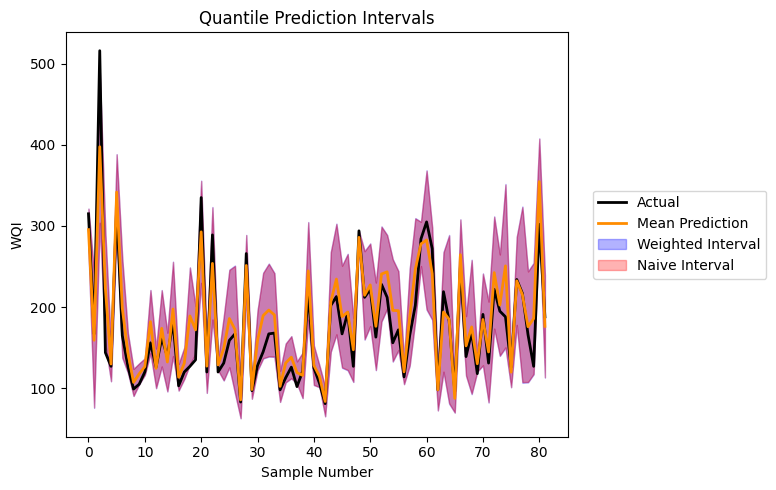 Quantile Prediction Intervals
WQI
500
400
300
200
100
0
10
20
30
40
50
60
70
80
Sample Number
Actual
Mean Prediction
Weighted Interval
Naive Interval